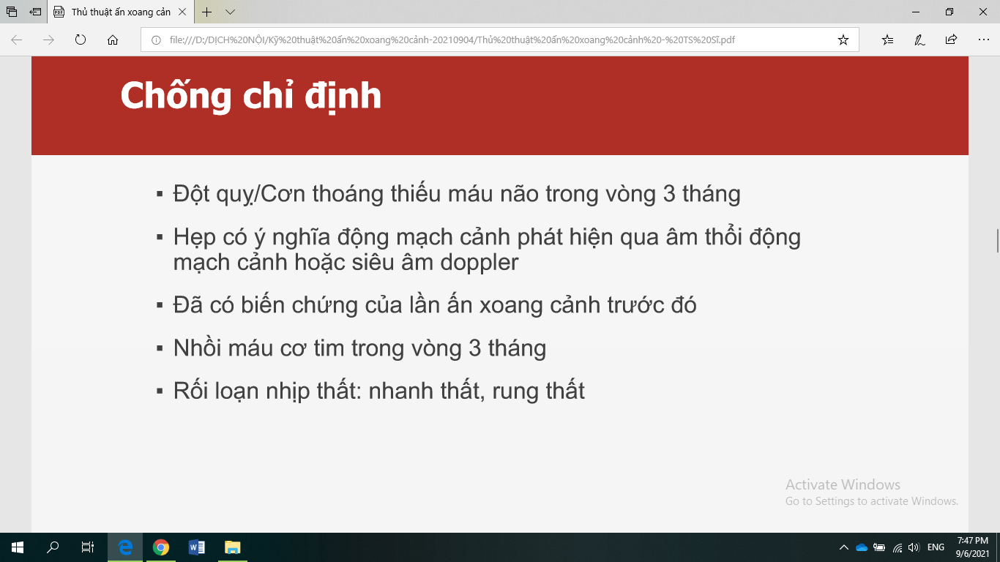 Thủ thuật ấn xoang cản
file:///D:/DỊCH%20NỘI/Kỹ%20thuật%20ấn%20xoang%20cảnh-20210904/Thủ%20thuật%20ấn%20xoang%20cảnh%20-%20TS%20Sĩ.pdf
Chống chỉ định
▪ Đột quỵ/Cơn thoáng thiếu máu não trong vòng 3 tháng
▪ Hẹp có ý nghĩa động mạch cảnh phát hiện qua âm thổi động
mạch cảnh hoặc siêu âm doppler
▪ Đã có biến chứng của lần ấn xoang cảnh trước đó
▪ Nhồi máu cơ tim trong vòng 3 tháng
▪ Rối loạn nhịp thất: nhanh thất, rung thất
Activate Windows
Go to Settings to activate Windows.
ENG
7:47 PM
9/6/2021